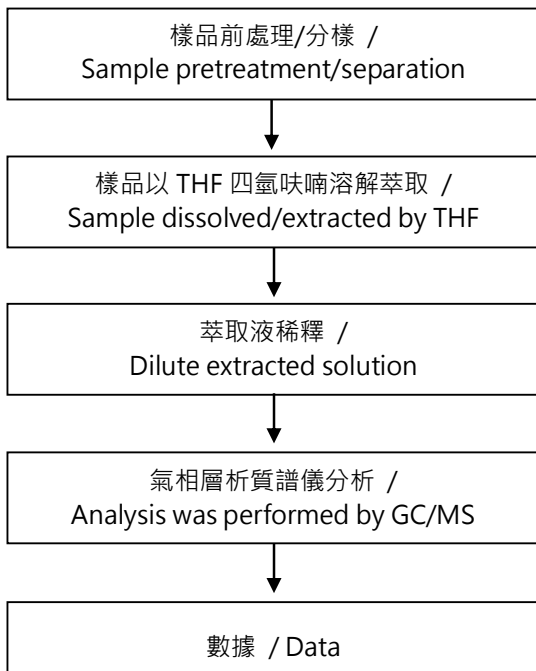 樣品前處理/分樣 /
Sample pretreatment/separation
樣品以 THF 四氫呋喃溶解萃取 /
Sample dissolved/extracted by THF
萃取液稀釋 /
Dilute extracted solution
氣相層析質譜儀分析 /
Analysis was performed by GC/MS
數據 / Data